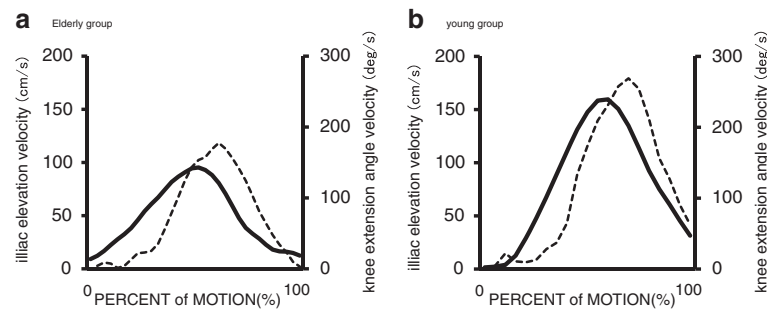 a Elderly group
illiac elevation velocity (cm/s)
200
150
100
50
0
300
200
100
0
knee extension angle velocity (deg/s)
0 100
PERCENT of MOTION(%)
b young group
illiac elevation velocity (cm/s)
200
150
100
50
0
300
200
100
0
knee extension angle velocity (deg/s)
0 100
PERCENT of MOTION(%)